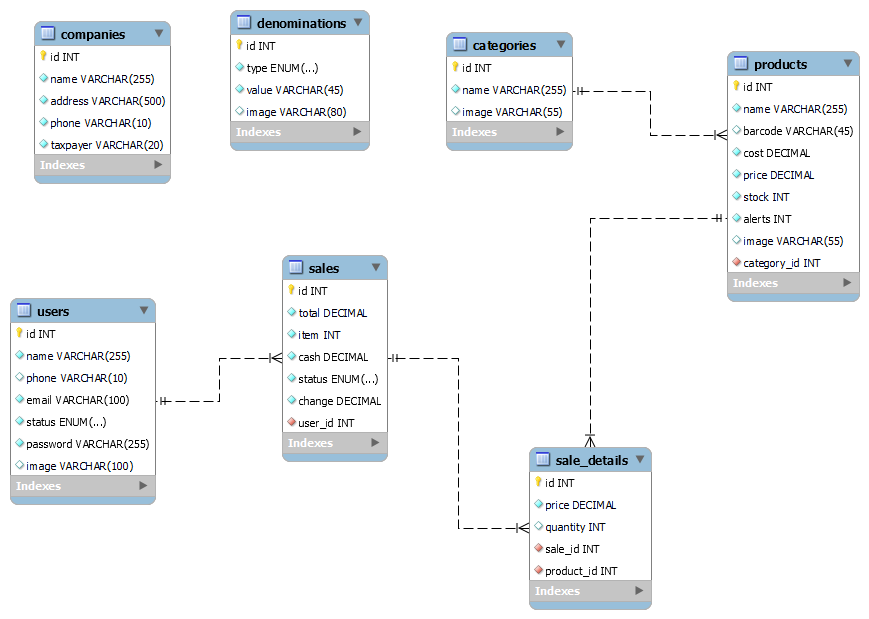 companies
id INT
name VARCHAR(255)
address VARCHAR(500)
phone VARCHAR(10)
taxpayer VARCHAR(20)
Indexes
denominations
id INT
type ENUM(...)
value VARCHAR(45)
image VARCHAR(80)
Indexes
categories
id INT
name VARCHAR(255)
image VARCHAR(55)
Indexes
products
id INT
name VARCHAR(255)
barcode VARCHAR(45)
cost DECIMAL
price DECIMAL
stock INT
alerts INT
image VARCHAR(55)
category_id INT
Indexes
users
id INT
name VARCHAR(255)
phone VARCHAR(10)
email VARCHAR(100)
status ENUM(...)
password VARCHAR(255)
image VARCHAR(100)
Indexes
sales
id INT
total DECIMAL
item INT
cash DECIMAL
status ENUM(...)
change DECIMAL
user_id INT
Indexes
sale_details
id INT
price DECIMAL
quantity INT
sale_id INT
product_id INT
Indexes